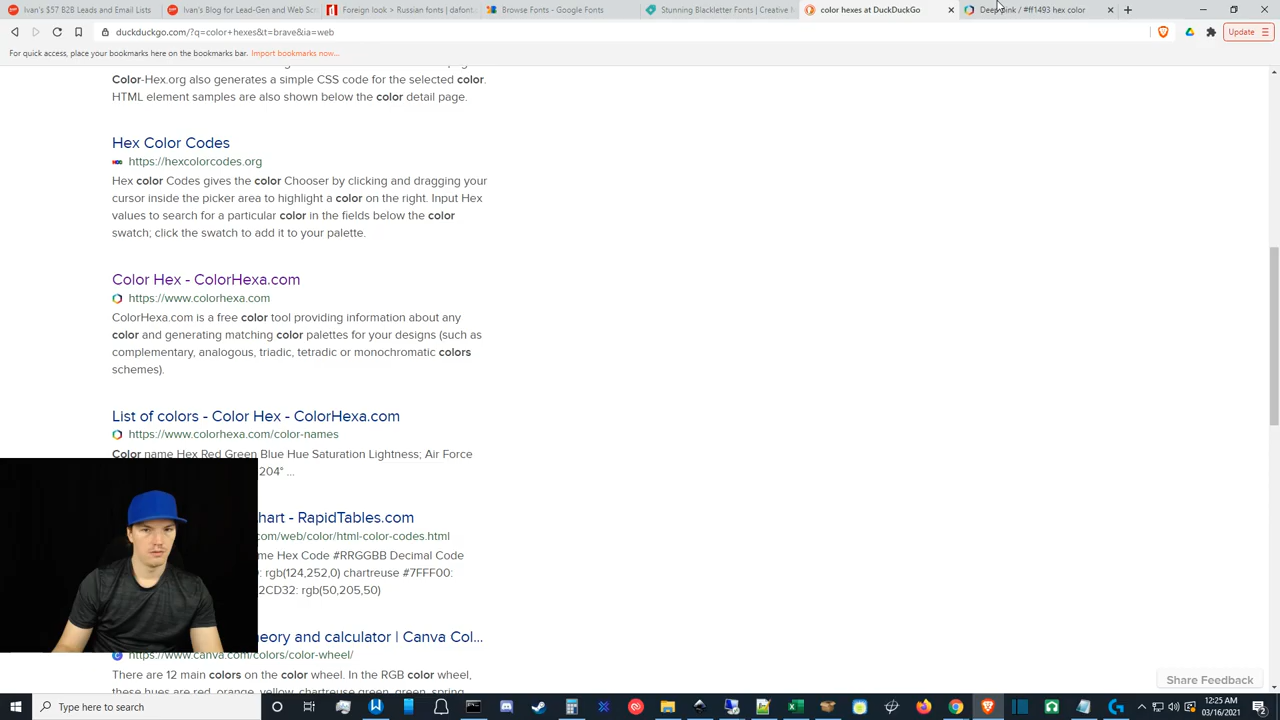 Ivan's $57 B2B Leads and Email Lists
Ivan's Blog for Lead-Gen and Web Sc
Foreign look > Russian fonts | dafont.
Browse Fonts - Google Fonts
Stunning Blackletter Fonts | Creative
color hexes at DuckDuckGo
Deep pink / #ff1493 hex color
duckduckgo.com/?q=color+hexes&t=brave&ia=web
Update
For quick access, place your bookmarks here on the bookmarks bar. Import bookmarks now...
Color-Hex.org also generates a simple CSS code for the selected color.
HTML element samples are also shown below the color detail page.
Hex Color Codes
https://hexcolorcodes.org
Hex color Codes gives the color Chooser by clicking and dragging your
cursor inside the picker area to highlight a color on the right. Input Hex
values to search for a particular color in the fields below the color
swatch; click the swatch to add it to your palette.
Color Hex - ColorHexa.com
https://www.colorhexa.com
ColorHexa.com is a free color tool providing information about any
color and generating matching color palettes for your designs (such as
complementary, analogous, triadic, tetradic or monochromatic colors
schemes).
List of colors - Color Hex - ColorHexa.com
https://www.colorhexa.com/color-names
Color name Hex Red Green Blue Hue Saturation Lightness; Air Force
204° ...
hart - RapidTables.com
com/web/color/html-color-codes.html
me Hex Code #RRGGBB Decimal Code
: rgb(124,252,0) chartreuse #7FFF00:
2CD32: rgb(50,205,50)
eory and calculator | Canva Col...
https://www.canva.com/colors/color-wheel/
There are 12 main colors on the color wheel. In the RGB color wheel,
these hues are red, orange, yellow, chartreuse green, green, spring
Share Feedback
Type here to search
12:25 AM
03/16/2021